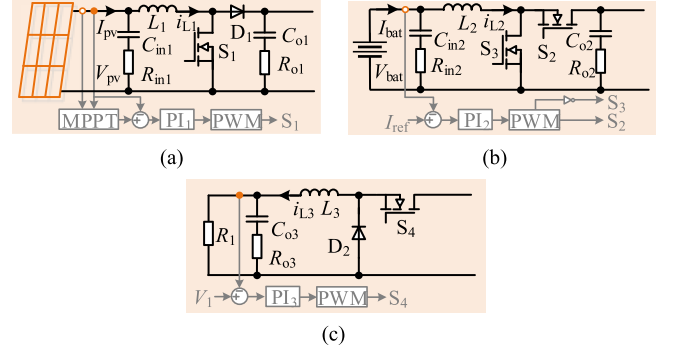 I_pv L_1 i_L1 D_1
C_in1 S_1 C_o1
V_pv R_in1 R_o1
MPPT PI_1 PWM S_1
(a)
I_bat L_2 i_L2
C_in2 S_3 S_2 C_o2
V_bat R_in2 R_o2
S_3
I_ref PI_2 PWM S_2
(b)
i_L3 L_3
R_1 C_o3 D_2 S_4
R_o3
V_1 PI_3 PWM S_4
(c)